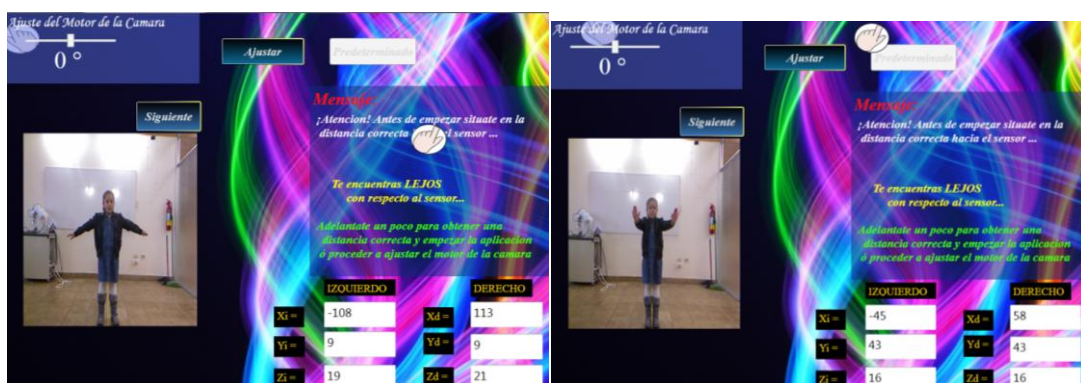 Ajuste del Motor de la Camara
0 °
Ajustar
Predeterminado
Siguiente
Mensaje:
¡Atencion! Antes de empezar situate en la
distancia correcta el sensor ...
Te encuentras LEJOS
con respecto al sensor...
Adelantate un poco para obtener una
distancia correcta y empezar la aplicacion
ó proceder a ajustar el motor de la camara
IZQUIERDO
DERECHO
Xi = -108
Xd = 113
Yi = 9
Yd = 9
Zi = 19
Zd = 21
Ajuste del Motor de la Camara
0 °
Ajustar
Predeterminado
Siguiente
Mensaje:
¡Atencion! Antes de empezar situate en la
distancia correcta hacia el sensor ...
Te encuentras LEJOS
con respecto al sensor...
Adelantate un poco para obtener una
distancia correcta y empezar la aplicacion
ó proceder a ajustar el motor de la camara
IZQUIERDO
DERECHO
Xi = -45
Xd = 58
Yi = 43
Yd = 43
Zi = 16
Zd = 16